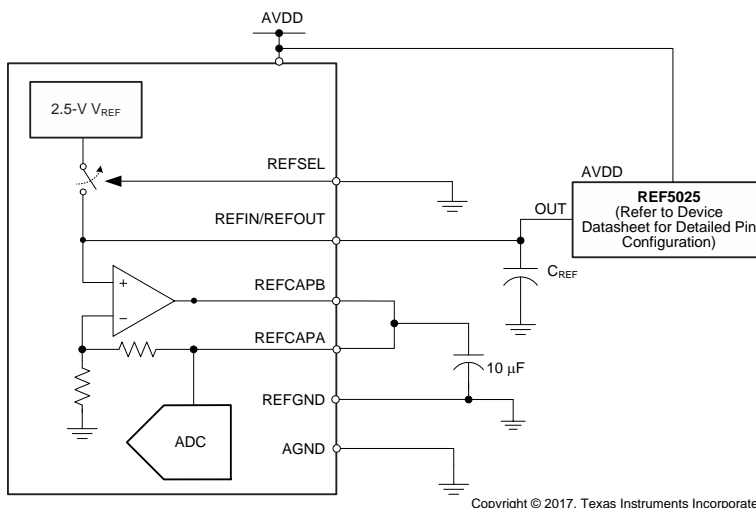 AVDD
2.5-V VREF
REFSEL
AVDD
REF5025
(Refer to Device
Datasheet for Detailed Pin
Configuration)
OUT
REFIN/REFOUT
CREF
+
−
REFCAPB
REFCAPA
10 μF
REFGND
ADC
AGND
Copyright © 2017, Texas Instruments Incorporate